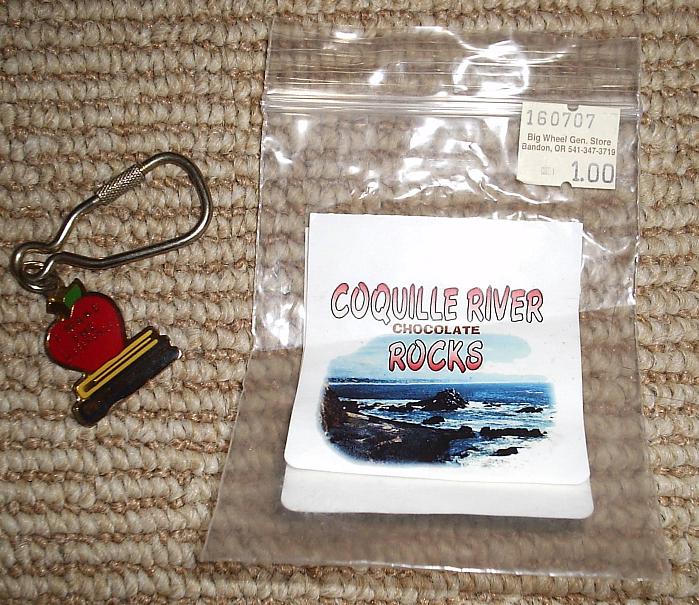 160707
Big Wheel Gen. Store
Bandon, OR 541-347-3719
1.00
COQUILLE RIVER
CHOCOLATE
ROCKS